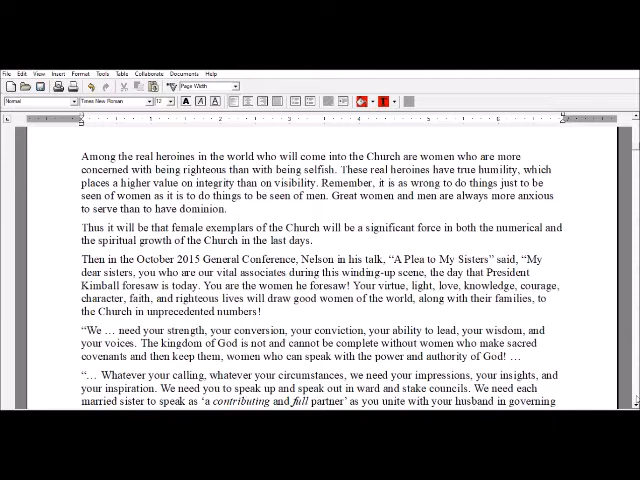 File Edit View Insert Format Tools Table Collaborate Documents Help
Page Width
Normal Times New Roman 12 A A A T
1 2 3 4 5 6
Among the real heroines in the world who will come into the Church are women who are more
concerned with being righteous than with being selfish. These real heroines have true humility, which
places a higher value on integrity than on visibility. Remember, it is as wrong to do things just to be
seen of women as it is to do things to be seen of men. Great women and men are always more anxious
to serve than to have dominion.
Thus it will be that female exemplars of the Church will be a significant force in both the numerical and
the spiritual growth of the Church in the last days.
Then in the October 2015 General Conference, Nelson in his talk, “A Plea to My Sisters” said, “My
dear sisters, you who are our vital associates during this winding-up scene, the day that President
Kimball foresaw is today. You are the women he foresaw! Your virtue, light, love, knowledge, courage,
character, faith, and righteous lives will draw good women of the world, along with their families, to
the Church in unprecedented numbers!
“We … need your strength, your conversion, your conviction, your ability to lead, your wisdom, and
your voices. The kingdom of God is not and cannot be complete without women who make sacred
covenants and then keep them, women who can speak with the power and authority of God! …
“… Whatever your calling, whatever your circumstances, we need your impressions, your insights, and
your inspiration. We need you to speak up and speak out in ward and stake councils. We need each
married sister to speak as ‘a contributing and full partner’ as you unite with your husband in governing